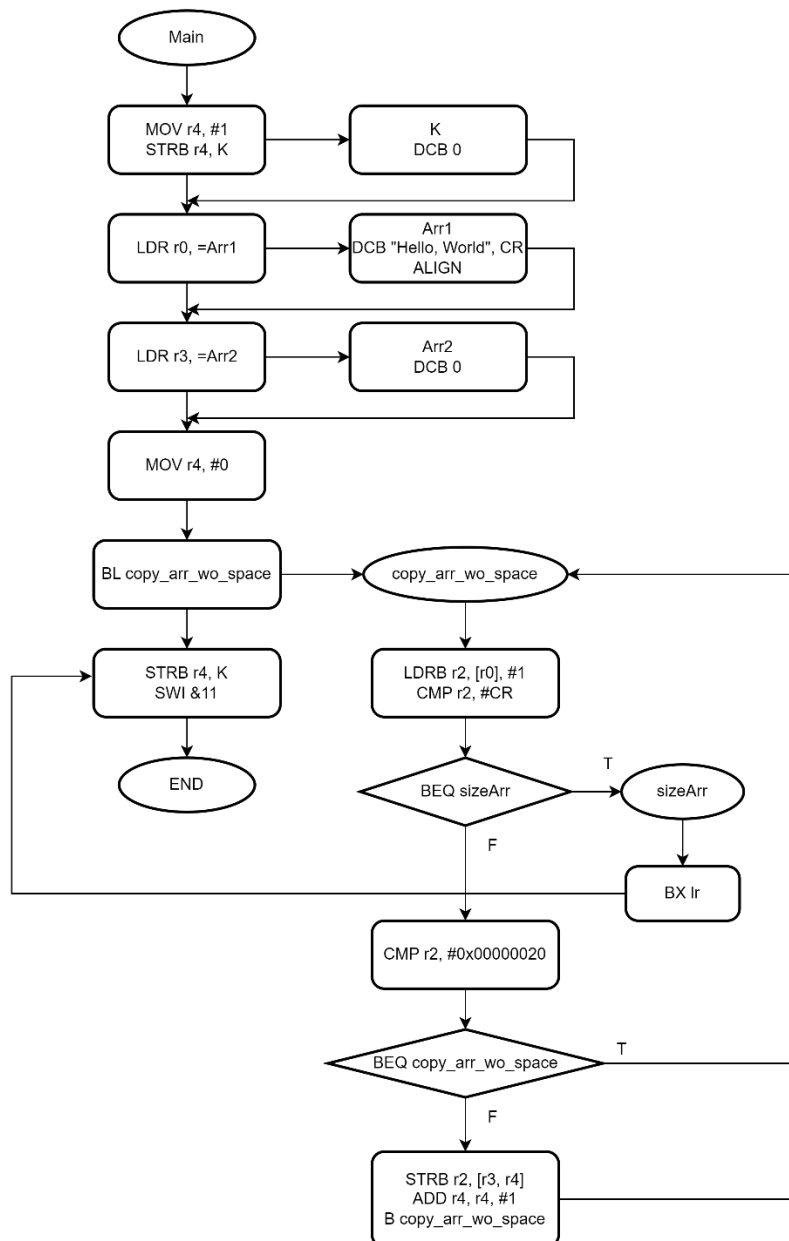 Main
MOV r4, #1
STRB r4, K
K
DCB 0
LDR r0, =Arr1
Arr1
DCB "Hello, World", CR
ALIGN
LDR r3, =Arr2
Arr2
DCB 0
MOV r4, #0
BL copy_arr_wo_space
copy_arr_wo_space
STRB r4, K
SWI &11
LDRB r2, [r0], #1
CMP r2, #CR
END
BEQ sizeArr
T
sizeArr
F
BX lr
CMP r2, #0x00000020
BEQ copy_arr_wo_space
T
F
STRB r2, [r3, r4]
ADD r4, r4, #1
B copy_arr_wo_space